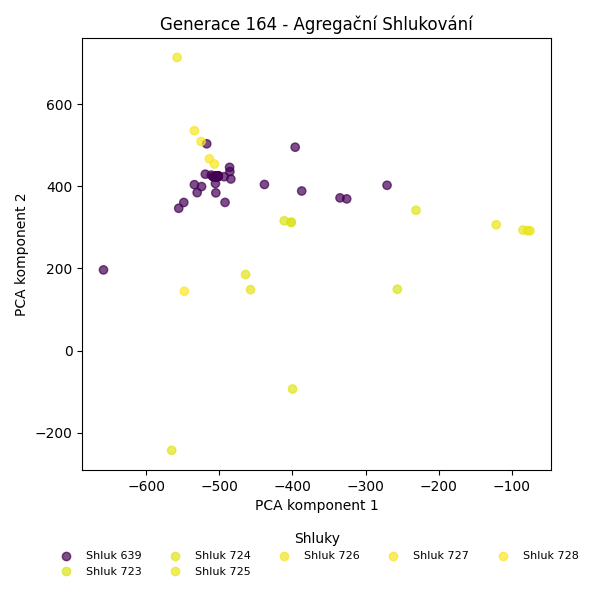 Generace 164 - Agregační Shlukování
PCA komponent 2
600
400
200
0
−200
−600
−500
−400
−300
−200
−100
PCA komponent 1
Shluky
Shluk 639
Shluk 724
Shluk 726
Shluk 727
Shluk 728
Shluk 723
Shluk 725